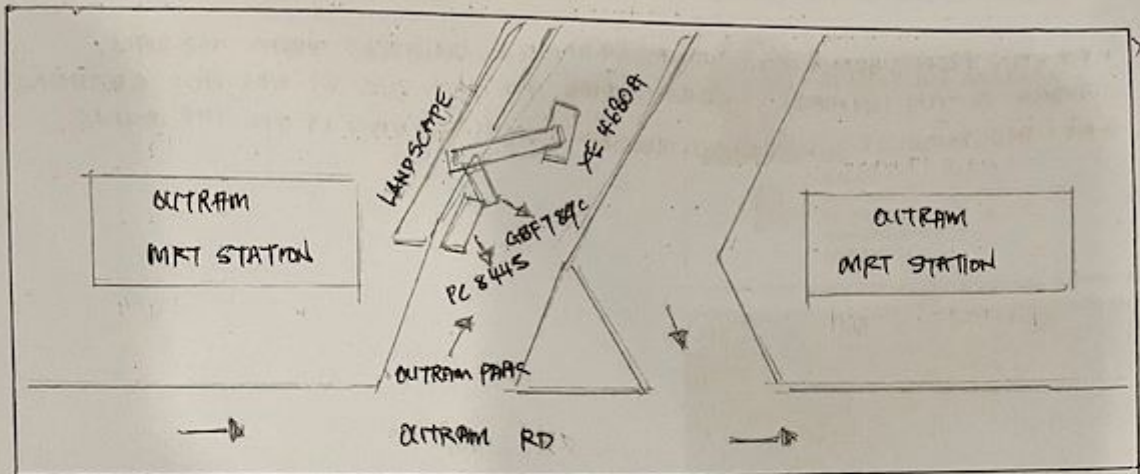 LANDSCAPE
XE 4680A
OUTRAM
MRT STATION
GBF789C
PC 8445
OUTRAM
MRT STATION
OUTRAM PARK
OUTRAM RD